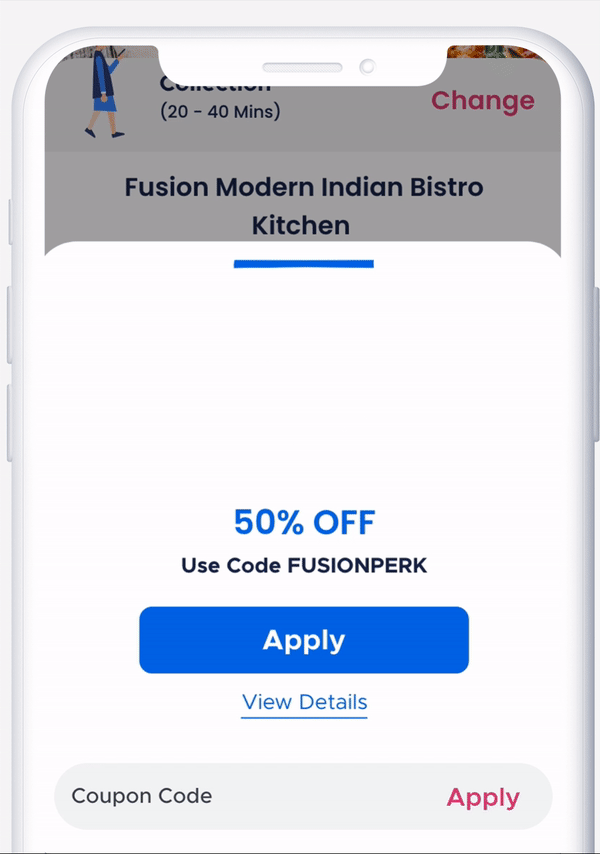 Collection
(20 - 40 Mins)
Change
Fusion Modern Indian Bistro
Kitchen
50% OFF
Use Code FUSIONPERK
Apply
View Details
Coupon Code
Apply